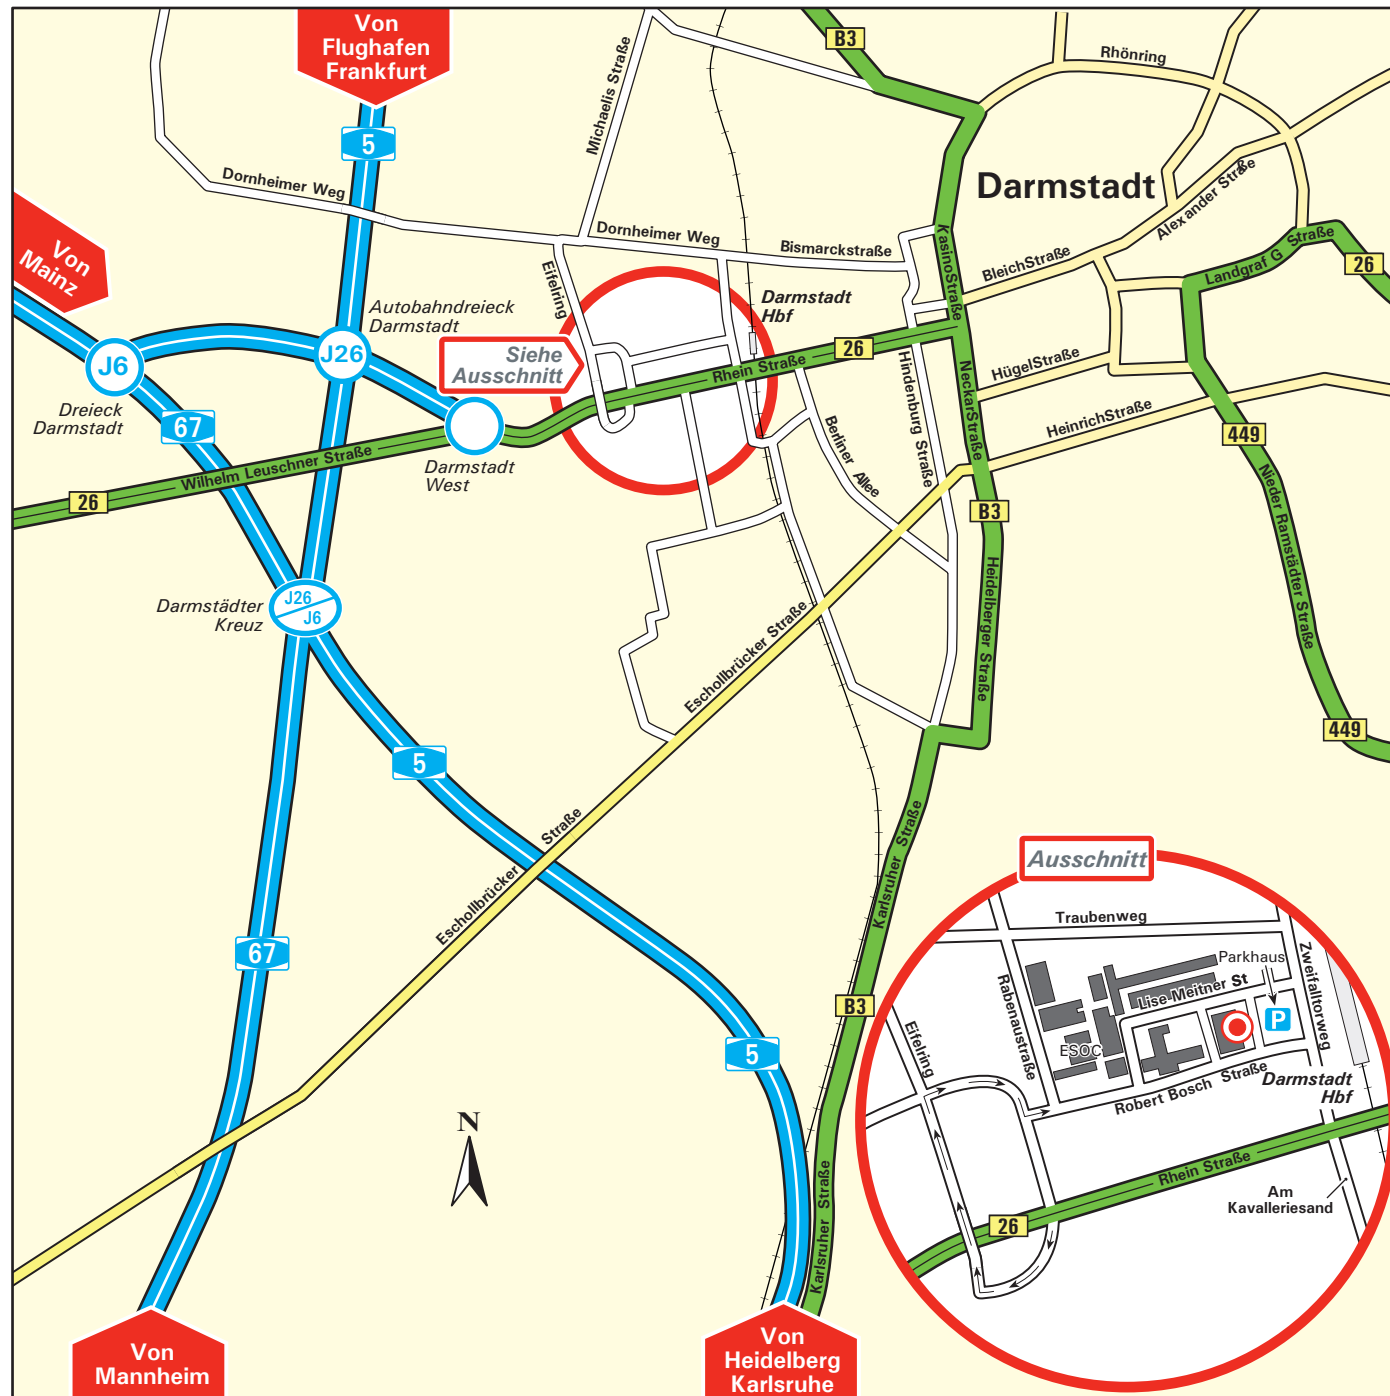 Von
Flughafen
Frankfurt
B3
Rhönring
Michaelis Straße
5
Darmstadt
Alexander Straße
Dornheimer Weg
Dornheimer Weg
Bismarckstraße
KasinoStraße
BleichStraße
Landgraf G Straße
26
Von
Mainz
Eifelring
Autobahndreieck
Darmstadt
Darmstadt
Hbf
J6
J26
Siehe
Ausschnitt
Rhein Straße
26
Hindenburg Straße
NeckarStraße
HügelStraße
HeinrichStraße
Dreieck
Darmstadt
67
Wilhelm Leuschner Straße
26
Darmstadt
West
Berliner Allee
449
B3
Nieder Ramstädter Straße
Darmstädter
Kreuz
J26
J6
Heidelberger Straße
Eschollbrücker Straße
449
5
Eschollbrücker Straße
Karlsruher Straße
67
B3
5
N
Karlsruher Straße
Ausschnitt
Traubenweg
Parkhaus
Zweifalltorweg
Rabenaustraße
Lise Meitner St
P
Eifelring
ESOC
Robert Bosch Straße
Darmstadt
Hbf
Rhein Straße
26
Am
Kavalleriesand
Von
Mannheim
Von
Heidelberg
Karlsruhe